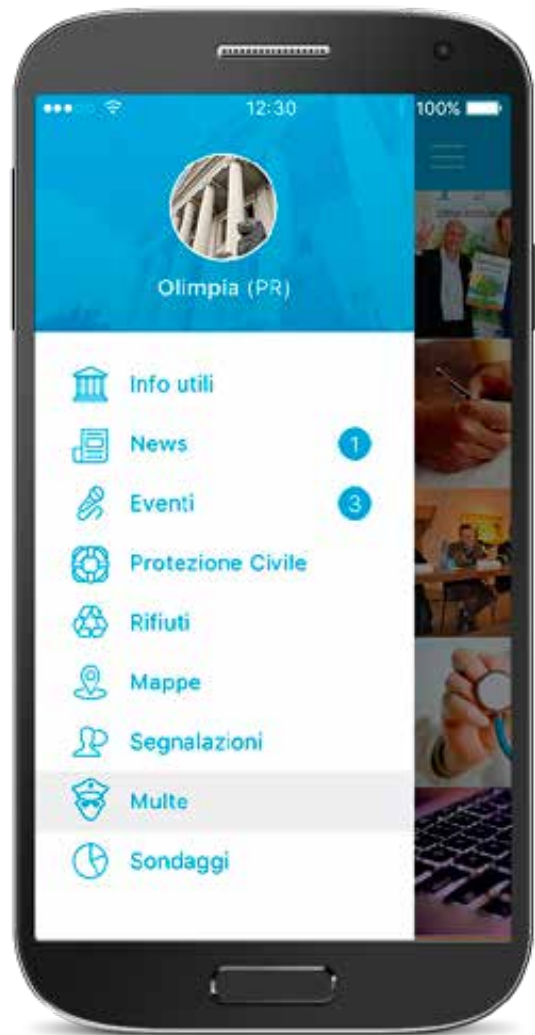 12:30
100%
Olimpia (PR)
Info utili
News 1
Eventi 3
Protezione Civile
Rifiuti
Mappe
Segnalazioni
Multe
Sondaggi